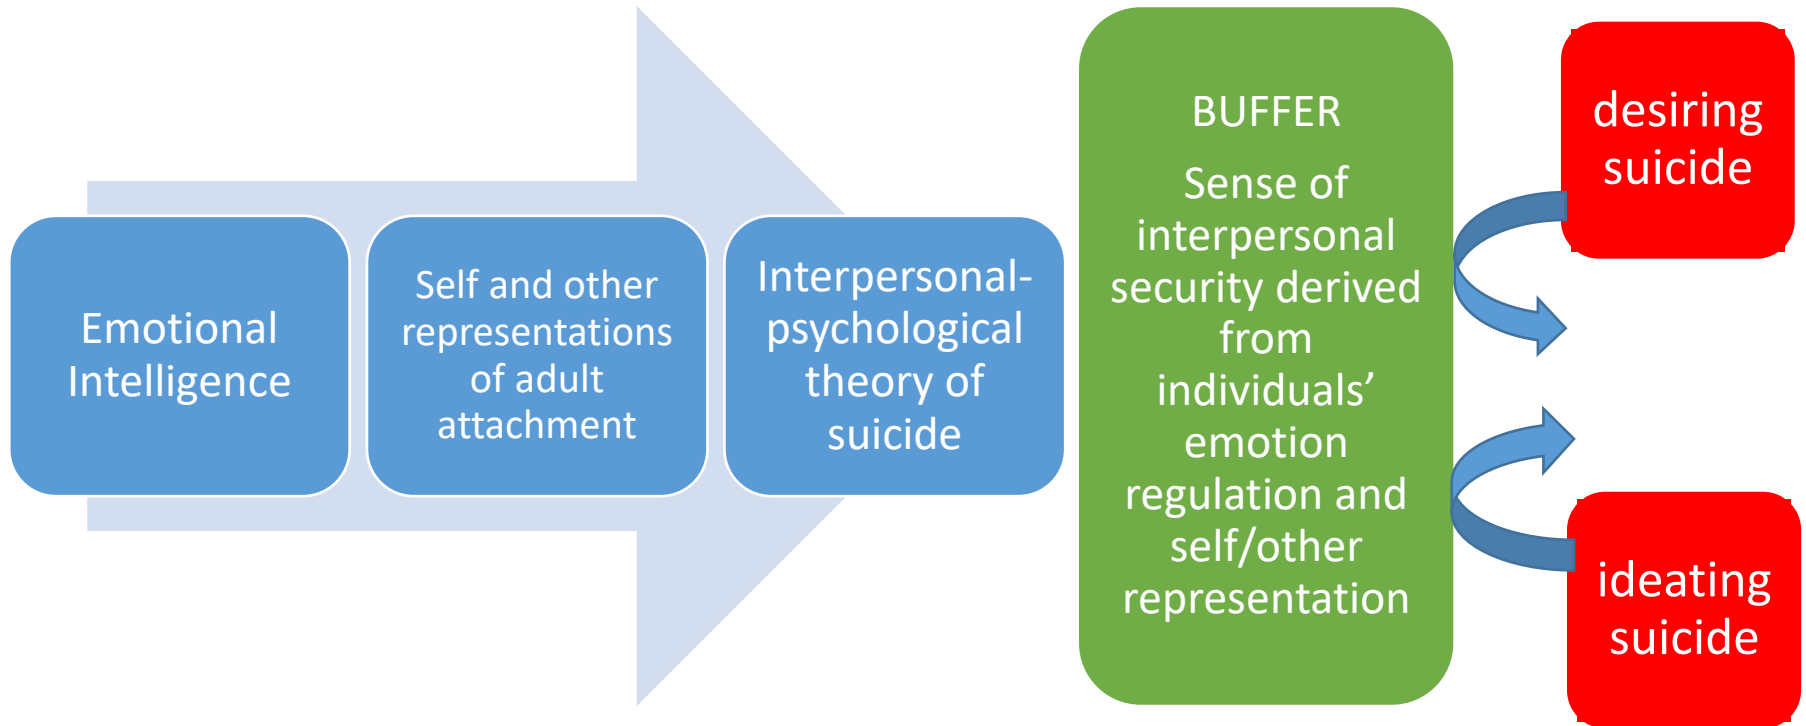 Emotional
Intelligence
Self and other
representations
of adult
attachment
Interpersonal-
psychological
theory of
suicide
BUFFER
Sense of
interpersonal
security derived
from
individuals’
emotion
regulation and
self/other
representation
desiring
suicide
ideating
suicide